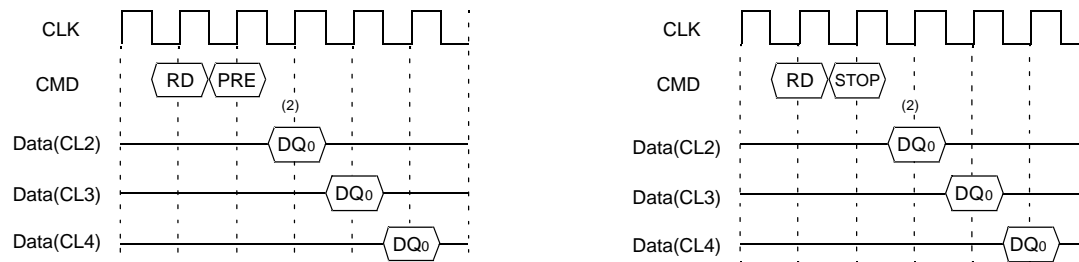 CLK
CMD RD PRE
(2)
Data(CL2) DQ0
Data(CL3) DQ0
Data(CL4) DQ0
CLK
CMD RD STOP
(2)
Data(CL2) DQ0
Data(CL3) DQ0
Data(CL4) DQ0